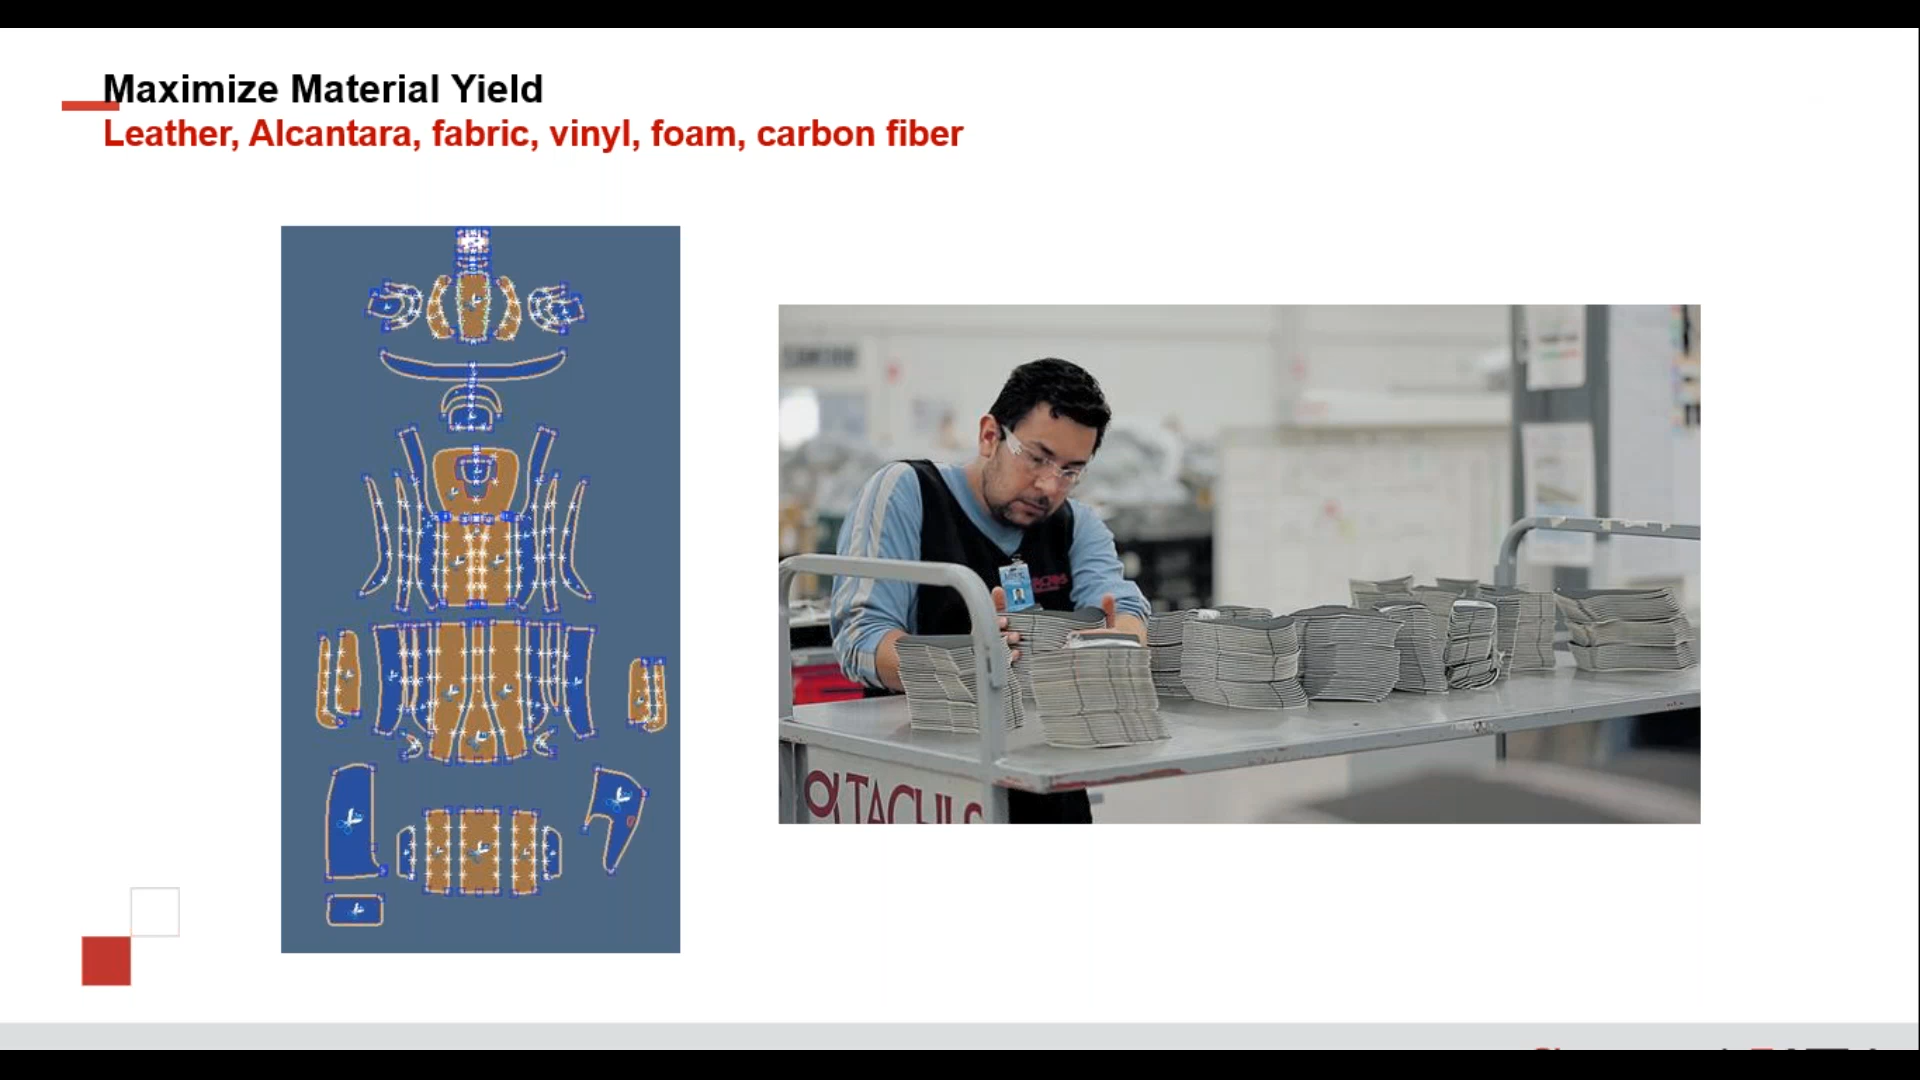 Maximize Material Yield
Leather, Alcantara, fabric, vinyl, foam, carbon fiber